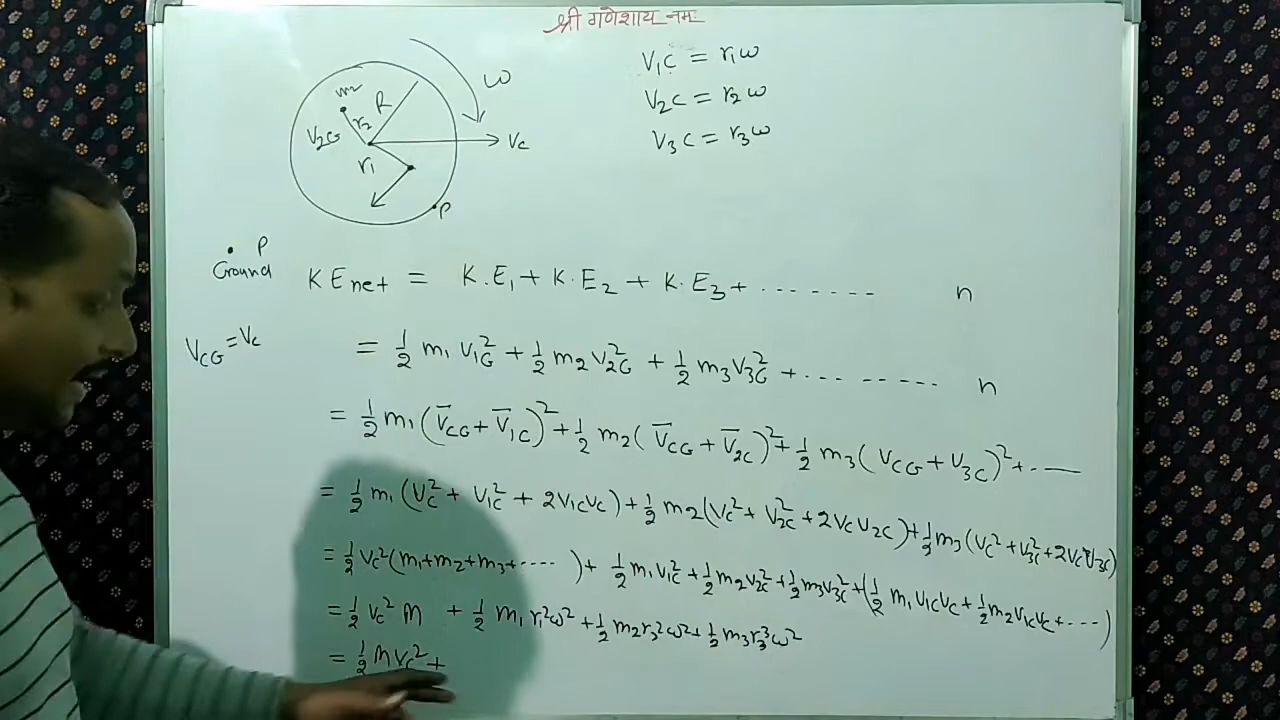 श्री गणेशाय नमः
V₁c = r₁ω
V₂c = r₂ω
V₃c = r₃ω
m₂
R
ω
V₂G
r₂
Vc
r₁
P
P
Ground
KEnet = K.E₁ + K.E₂ + K.E₃ + ....... n
VCG = Vc
= 1/2 m₁ V₁G² + 1/2 m₂ V₂G² + 1/2 m₃ V₃G² + ......... n
= 1/2 m₁ (V̅CG + V̅₁C)² + 1/2 m₂ (V̅CG + V̅₂C)² + 1/2 m₃ (VCG + V₃C)² + ....
= 1/2 m₁ (Vc² + V₁c² + 2V₁cVc) + 1/2 m₂ (Vc² + V₂c² + 2VcV₂c) + 1/2 m₃ (Vc² + V₃c² + 2VcV₃c)
= 1/2 Vc² (m₁+m₂+m₃+.....) + 1/2 m₁V₁c² + 1/2 m₂V₂c² + 1/2 m₃V₃c² + (1/2 m₁V₁cVc + 1/2 m₂V₁cVc + ....)
= 1/2 Vc² M + 1/2 m₁ r₁²ω² + 1/2 m₂r₃²ω² + 1/2 m₃r₃³ω²
= 1/2 MVc² +